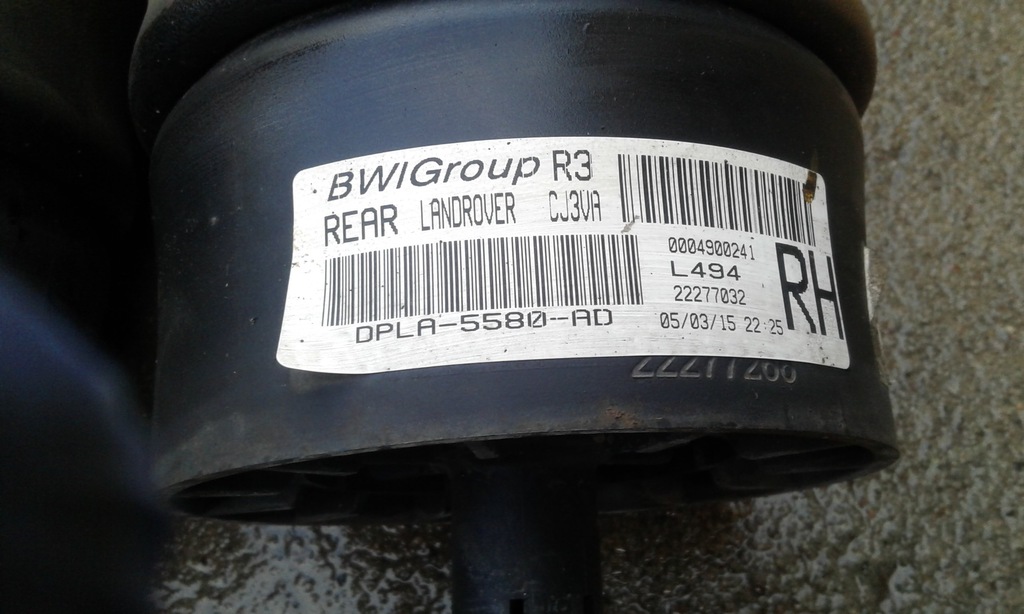 BWIGroup R3
REAR LANDROVER CJ3VA
0004900241
L494
22277032
DPLA-5580-AD
05/03/15 22:25
RH